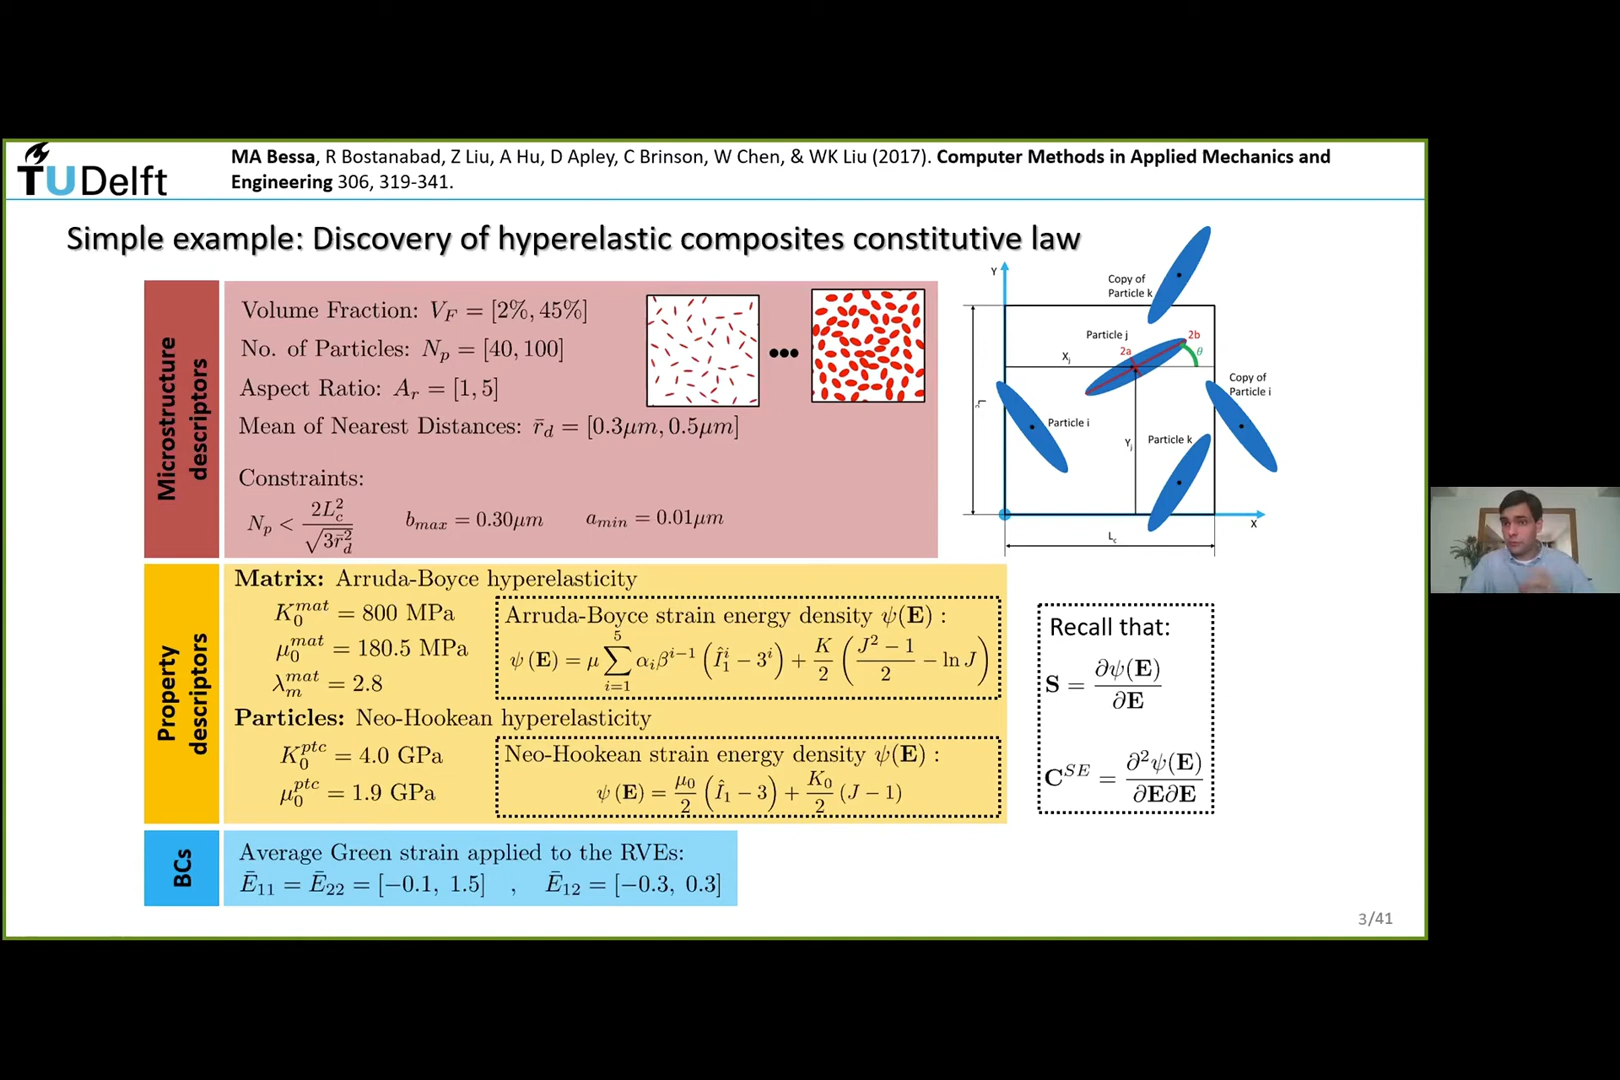 TUDelft
MA Bessa, R Bostanabad, Z Liu, A Hu, D Apley, C Brinson, W Chen, & WK Liu (2017). Computer Methods in Applied Mechanics and
Engineering 306, 319-341.
Simple example: Discovery of hyperelastic composites constitutive law
Microstructure
descriptors
Volume Fraction: V_F = [2%, 45%]
No. of Particles: N_p = [40, 100]
Aspect Ratio: A_r = [1, 5]
Mean of Nearest Distances: r̄_d = [0.3μm, 0.5μm]
Constraints:
N_p < 2L_c^2 / √3r̄_d^2    b_max = 0.30μm    a_min = 0.01μm
Y
Copy of
Particle k
Particle j
2b
2a
θ
X_j
Copy of
Particle i
L_c
Particle i
Y_j
Particle k
X
L_c
Property
descriptors
Matrix: Arruda-Boyce hyperelasticity
K_0^mat = 800 MPa
μ_0^mat = 180.5 MPa
λ_m^mat = 2.8
Arruda-Boyce strain energy density ψ(E) :
ψ (E) = μ ∑_{i=1}^{5} α_i β^{i−1} (Î_1^i − 3^i) + K/2 ((J^2 − 1)/2 − ln J)
Particles: Neo-Hookean hyperelasticity
K_0^ptc = 4.0 GPa
μ_0^ptc = 1.9 GPa
Neo-Hookean strain energy density ψ(E) :
ψ (E) = μ_0/2 (Î_1 − 3) + K_0/2 (J − 1)
Recall that:
S = ∂ψ(E)/∂E
C^SE = ∂^2ψ(E)/∂E∂E
BCs
Average Green strain applied to the RVEs:
Ē_11 = Ē_22 = [−0.1, 1.5] , Ē_12 = [−0.3, 0.3]
3/41